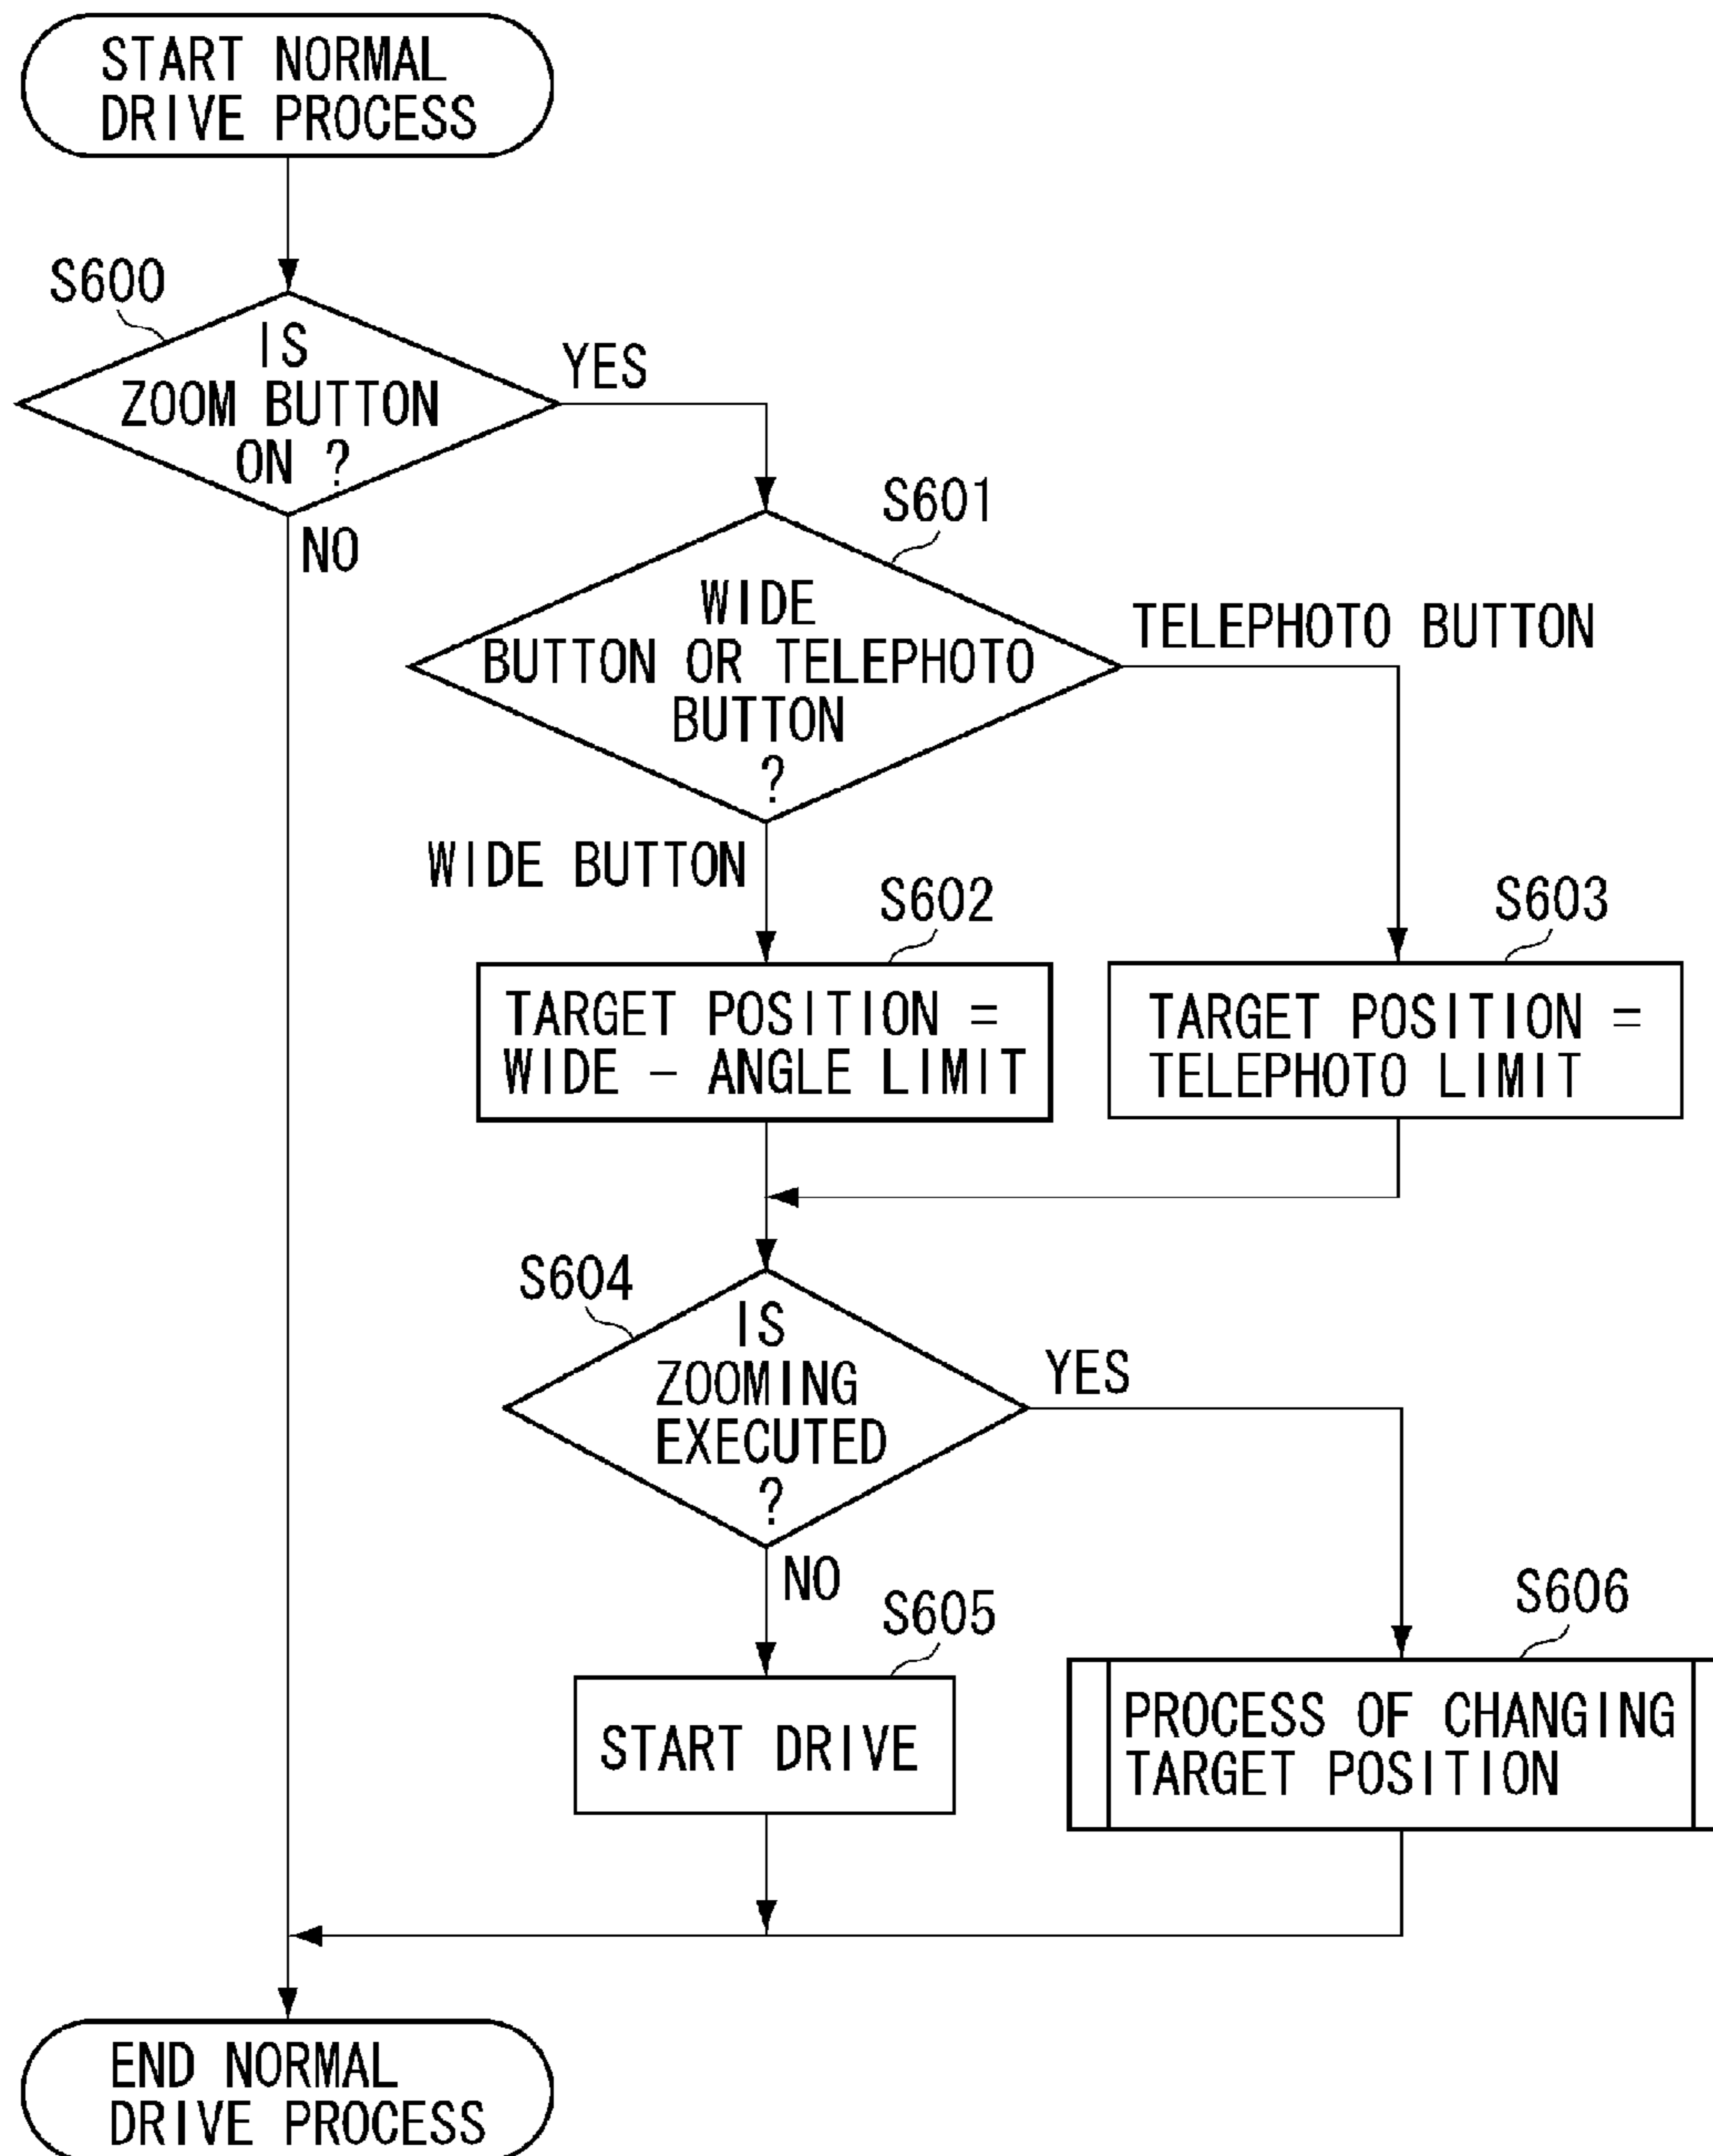 START NORMAL
DRIVE PROCESS
S600
IS
ZOOM BUTTON
ON ?
YES
NO
S601
WIDE
BUTTON OR TELEPHOTO
BUTTON
?
TELEPHOTO BUTTON
WIDE BUTTON
S602
TARGET POSITION =
WIDE - ANGLE LIMIT
S603
TARGET POSITION =
TELEPHOTO LIMIT
S604
IS
ZOOMING
EXECUTED
?
YES
NO
S605
START DRIVE
S606
PROCESS OF CHANGING
TARGET POSITION
END NORMAL
DRIVE PROCESS